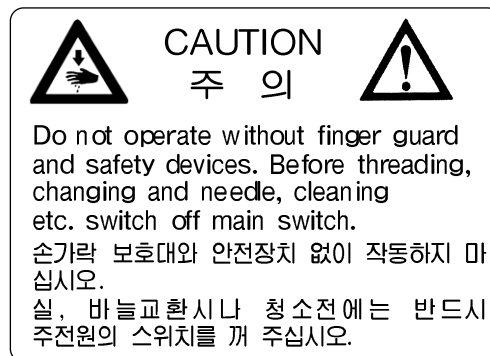 CAUTION
주 의
Do not operate without finger guard
and safety devices. Before threading,
changing and needle, cleaning
etc. switch off main switch.
손가락 보호대와 안전장치 없이 작동하지 마
십시오.
실, 바늘교환시나 청소전에는 반드시
주전원의 스위치를 꺼 주십시오.